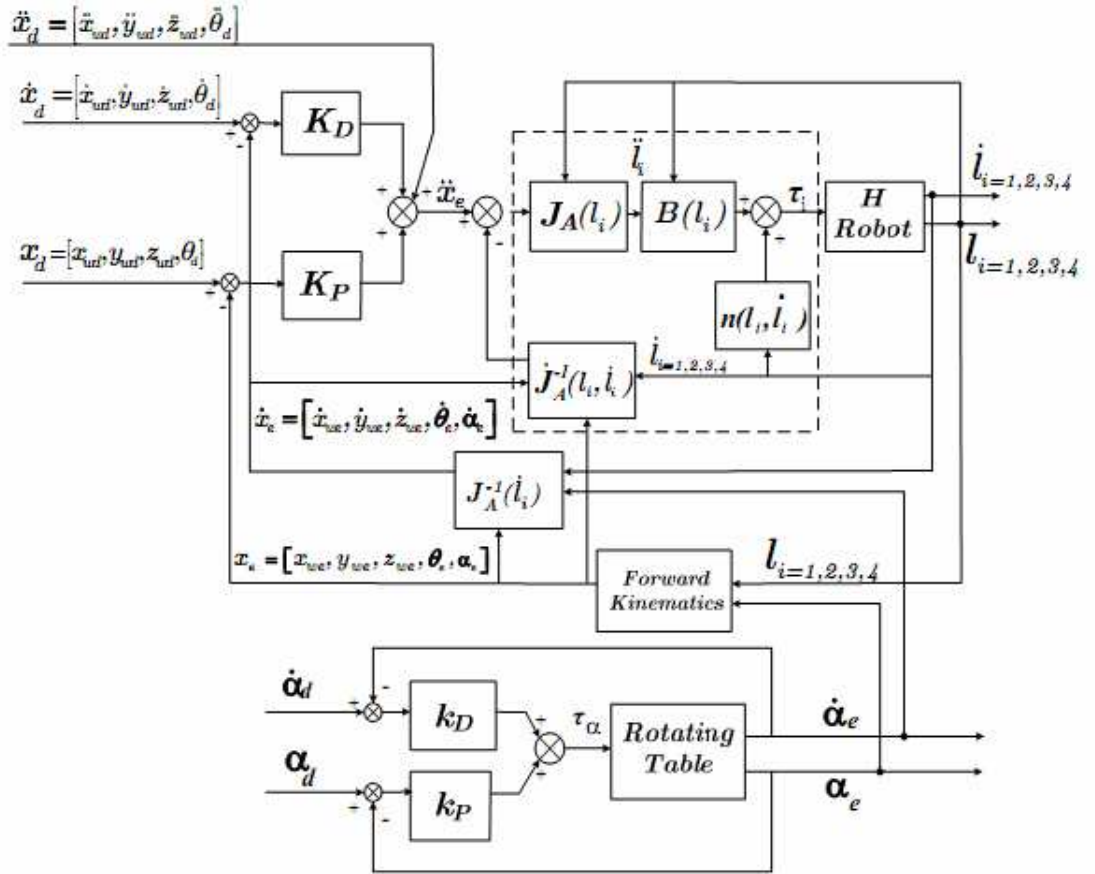 ẍ_d = [ẍ_wd, ÿ_wd, z̈_wd, θ̈_d]
ẋ_d = [ẋ_wd, ẏ_wd, ż_wd, θ̇_d]
+
-
K_D
x_d = [x_wd, y_wd, z_wd, θ_d]
+
-
K_P
+
+
+
ẍ_e
+
-
J_A(l_i)
l̈_i
B(l_i)
+
+
τ_i
H
Robot
l̇_i=1,2,3,4
l_i=1,2,3,4
n(l_i, l̇_i)
l̇_i=1,2,3,4
J̇_A^-1(l_i, l̇_i)
ẋ_e = [ẋ_we, ẏ_we, ż_we, θ̇_e, α̇_e]
J_A^-1(l̇_i)
x_e = [x_we, y_we, z_we, θ_e, α_e]
Forward
Kinematics
l_i=1,2,3,4
α̇_d
+
-
k_D
α_d
+
-
k_P
+
+
τ_α
Rotating
Table
α̇_e
α_e